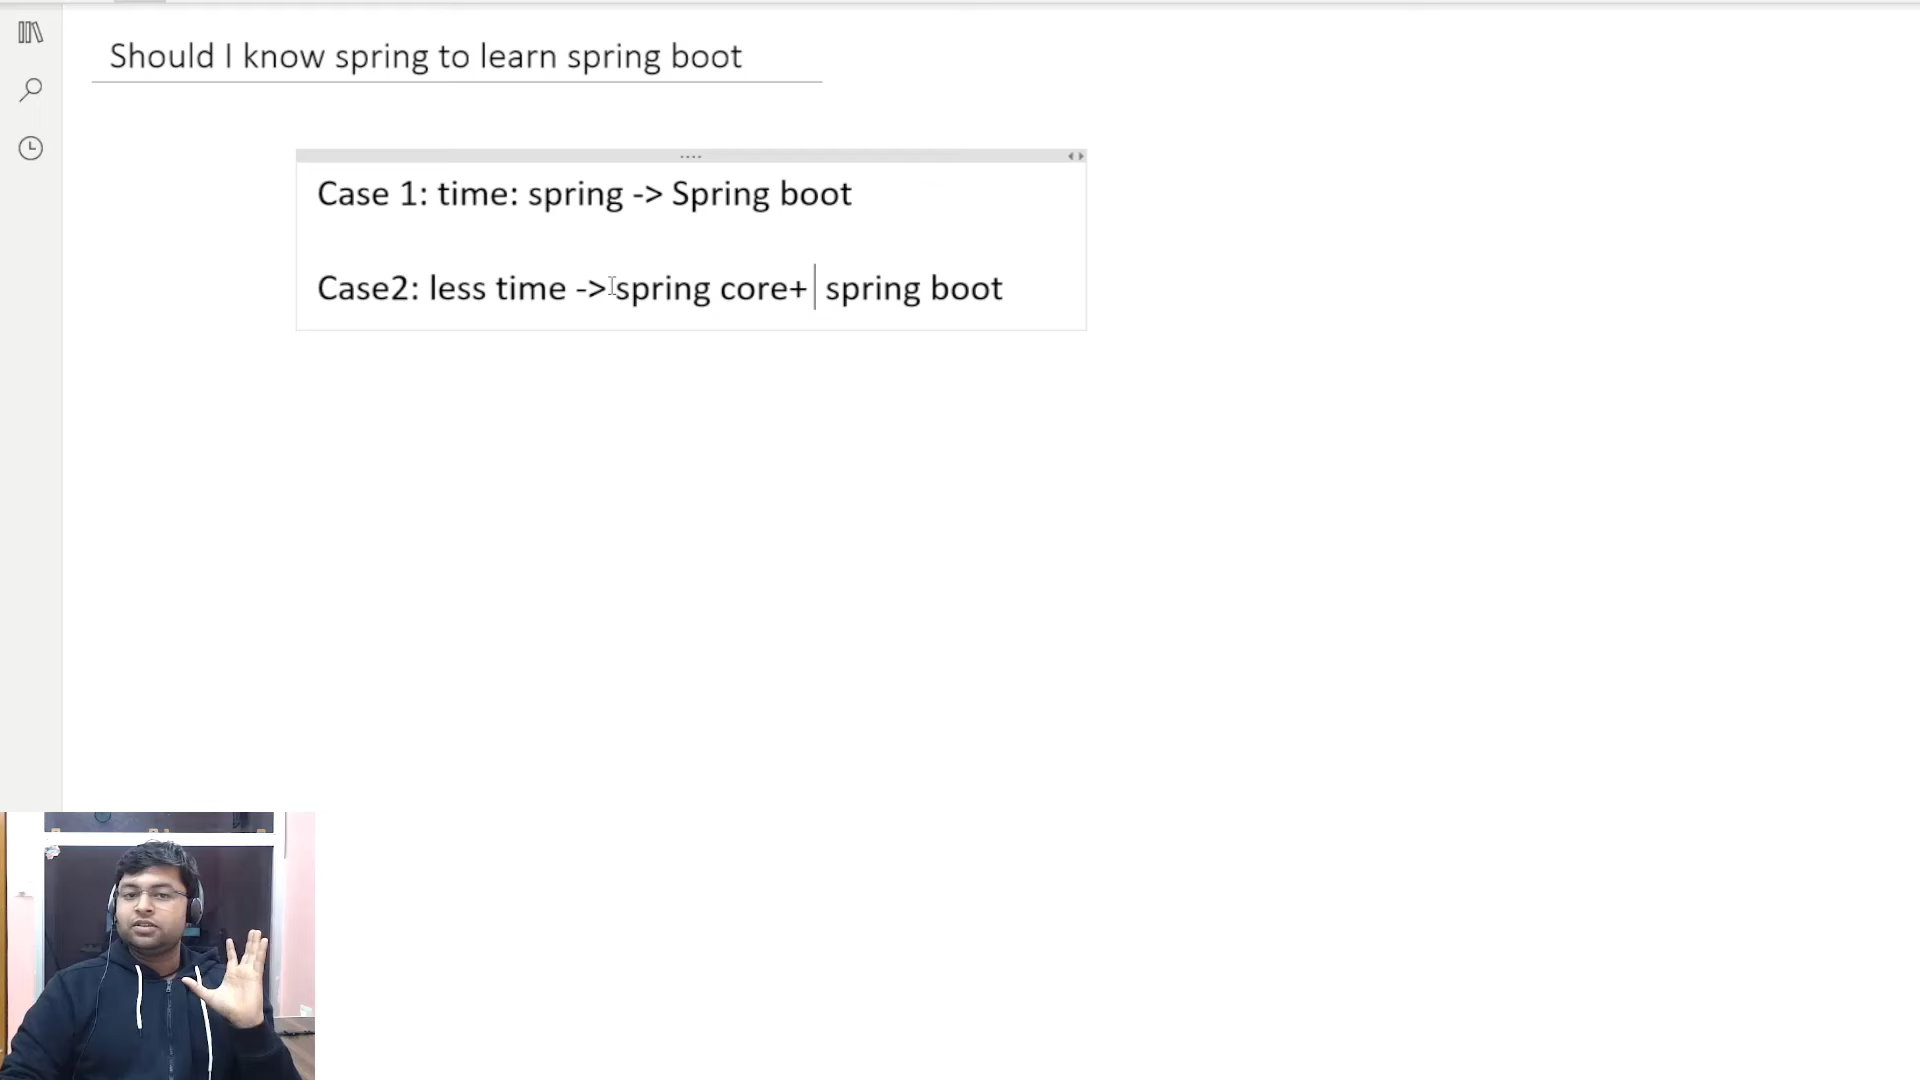 Should I know spring to learn spring boot
Case 1: time: spring -> Spring boot
Case2: less time -> spring core+ spring boot